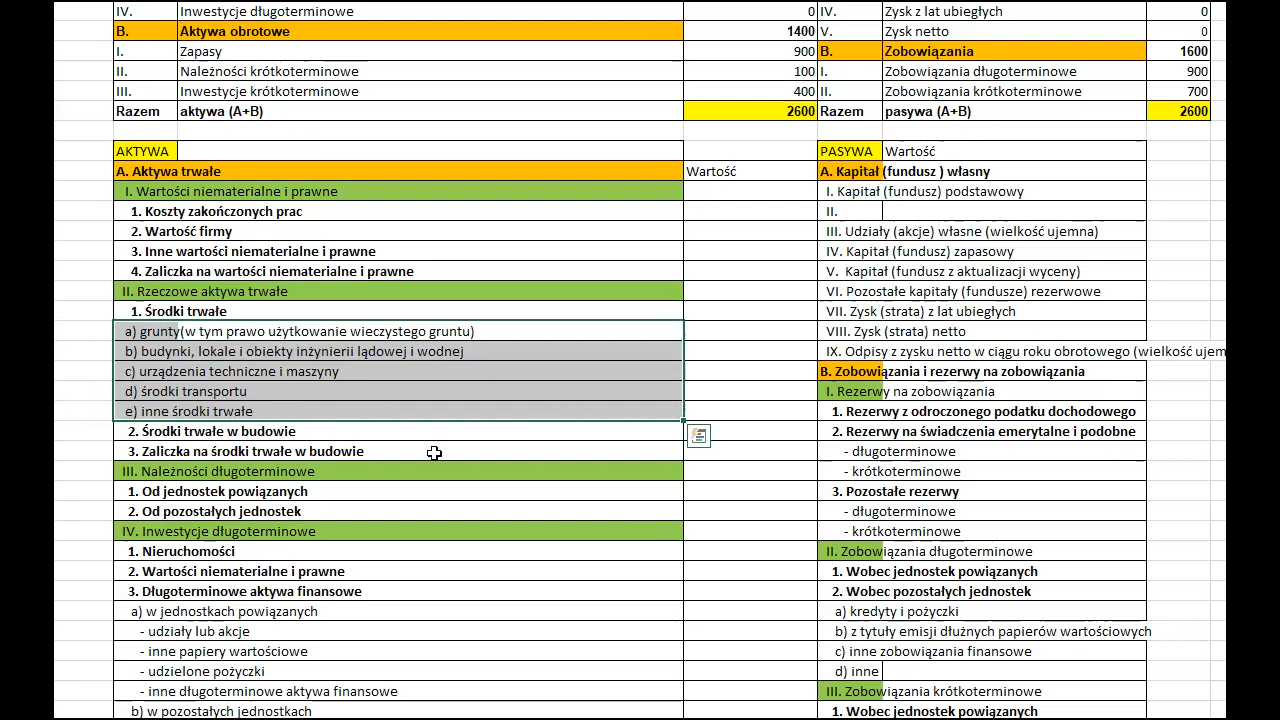 IV. Inwestycje długoterminowe 0 IV. Zysk z lat ubiegłych 0
B. Aktywa obrotowe 1400 V. Zysk netto 0
I. Zapasy 900 B. Zobowiązania 1600
II. Należności krótkoterminowe 100 I. Zobowiązania długoterminowe 900
III. Inwestycje krótkoterminowe 400 II. Zobowiązania krótkoterminowe 700
Razem aktywa (A+B) 2600 Razem pasywa (A+B) 2600
AKTYWA PASYWA Wartość
A. Aktywa trwałe Wartość A. Kapitał (fundusz ) własny
I. Wartości niematerialne i prawne I. Kapitał (fundusz) podstawowy
1. Koszty zakończonych prac II.
2. Wartość firmy III. Udziały (akcje) własne (wielkość ujemna)
3. Inne wartości niematerialne i prawne IV. Kapitał (fundusz) zapasowy
4. Zaliczka na wartości niematerialne i prawne V. Kapitał (fundusz z aktualizacji wyceny)
II. Rzeczowe aktywa trwałe VI. Pozostałe kapitały (fundusze) rezerwowe
1. Środki trwałe VII. Zysk (strata) z lat ubiegłych
a) grunty(w tym prawo użytkowanie wieczystego gruntu) VIII. Zysk (strata) netto
b) budynki, lokale i obiekty inżynierii lądowej i wodnej IX. Odpisy z zysku netto w ciągu roku obrotowego (wielkość ujem
c) urządzenia techniczne i maszyny B. Zobowiązania i rezerwy na zobowiązania
d) środki transportu I. Rezerwy na zobowiązania
e) inne środki trwałe 1. Rezerwy z odroczonego podatku dochodowego
2. Środki trwałe w budowie 2. Rezerwy na świadczenia emerytalne i podobne
3. Zaliczka na środki trwałe w budowie - długoterminowe
III. Należności długoterminowe - krótkoterminowe
1. Od jednostek powiązanych 3. Pozostałe rezerwy
2. Od pozostałych jednostek - długoterminowe
IV. Inwestycje długoterminowe - krótkoterminowe
1. Nieruchomości II. Zobowiązania długoterminowe
2. Wartości niematerialne i prawne 1. Wobec jednostek powiązanych
3. Długoterminowe aktywa finansowe 2. Wobec pozostałych jednostek
a) w jednostkach powiązanych a) kredyty i pożyczki
- udziały lub akcje b) z tytuły emisji dłużnych papierów wartościowych
- inne papiery wartościowe c) inne zobowiązania finansowe
- udzielone pożyczki d) inne
- inne długoterminowe aktywa finansowe III. Zobowiązania krótkoterminowe
b) w pozostałych jednostkach 1. Wobec jednostek powiązanych